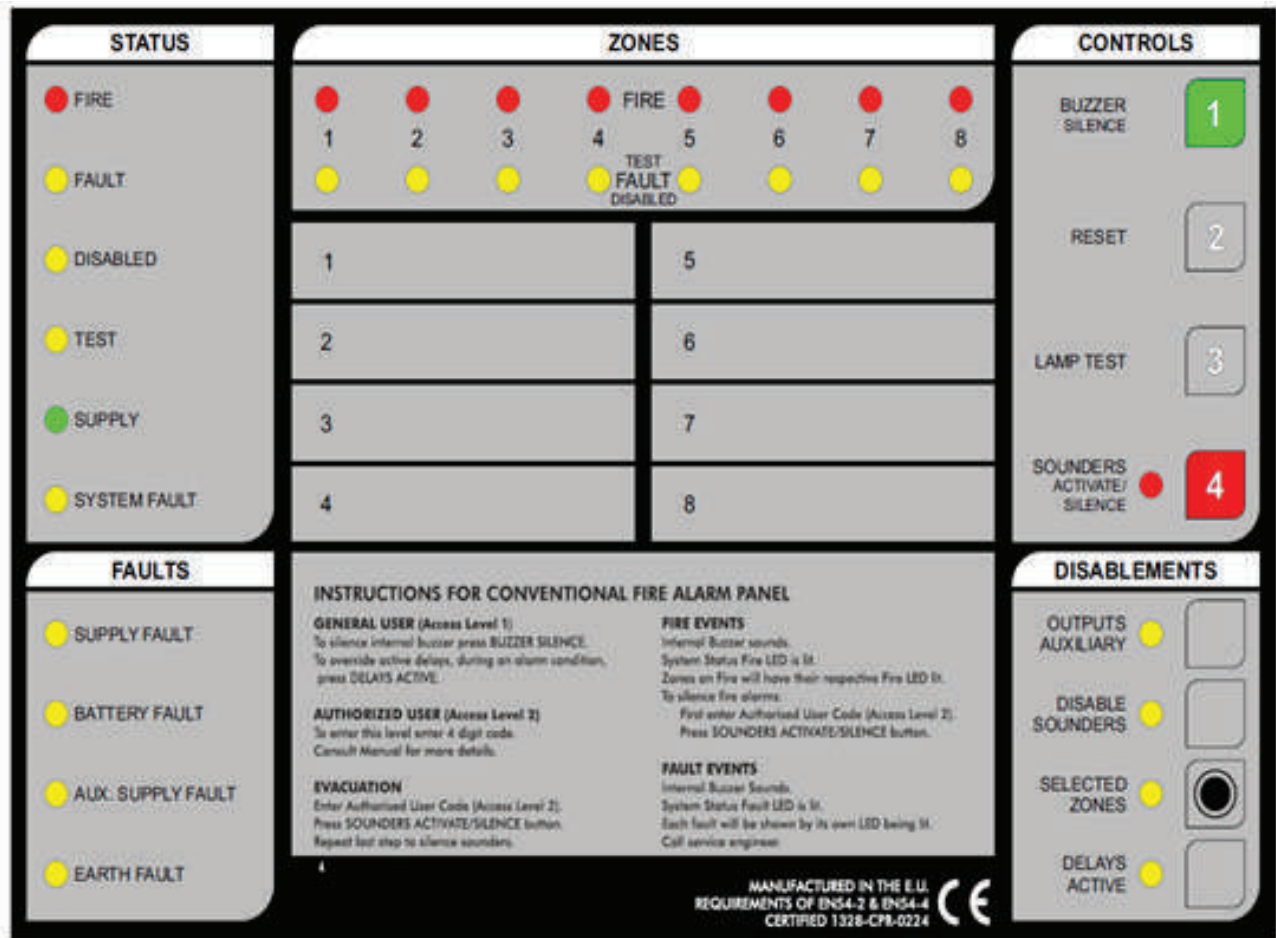 STATUS
FIRE
FAULT
DISABLED
TEST
SUPPLY
SYSTEM FAULT
ZONES
FIRE
1 2 3 4 5 6 7 8
TEST
FAULT
DISABLED
1
2
3
4
5
6
7
8
CONTROLS
BUZZER
SILENCE
1
RESET
2
LAMP TEST
3
SOUNDERS
ACTIVATE/
SILENCE
4
FAULTS
SUPPLY FAULT
BATTERY FAULT
AUX. SUPPLY FAULT
EARTH FAULT
INSTRUCTIONS FOR CONVENTIONAL FIRE ALARM PANEL
GENERAL USER (Access Level 1)
To silence internal buzzer press BUZZER SILENCE.
To override active delays, during an alarm condition,
press DELAYS ACTIVE.
AUTHORIZED USER (Access Level 2)
To enter this level enter 4 digit code.
Consult Manual for more details.
EVACUATION
Enter Authorised User Code (Access Level 2).
Press SOUNDERS ACTIVATE/SILENCE button.
Repeat last step to silence sounders.
FIRE EVENTS
Internal Buzzer sounds.
System Status Fire LED is lit.
Zones on Fire will have their respective Fire LED lit.
To silence fire alarms:
First enter Authorised User Code (Access Level 2).
Press SOUNDERS ACTIVATE/SILENCE button.
FAULT EVENTS
Internal Buzzer Sounds.
System Status Fault LED is lit.
Each fault will be shown by its own LED being lit.
Call service engineer.
4
MANUFACTURED IN THE E.U.
REQUIREMENTS OF EN54-2 & EN54-4
CERTIFIED 1328-CPR-0224
CE
DISABLEMENTS
OUTPUTS
AUXILIARY
DISABLE
SOUNDERS
SELECTED
ZONES
DELAYS
ACTIVE